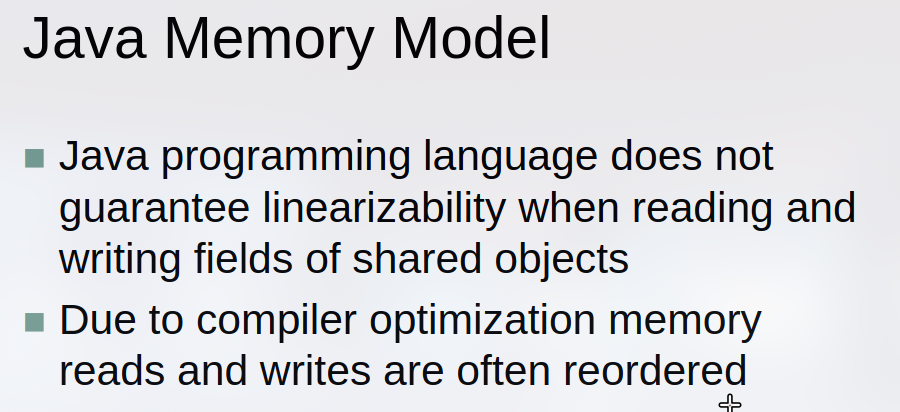 Java Memory Model
Java programming language does not
guarantee linearizability when reading and
writing fields of shared objects
Due to compiler optimization memory
reads and writes are often reordered